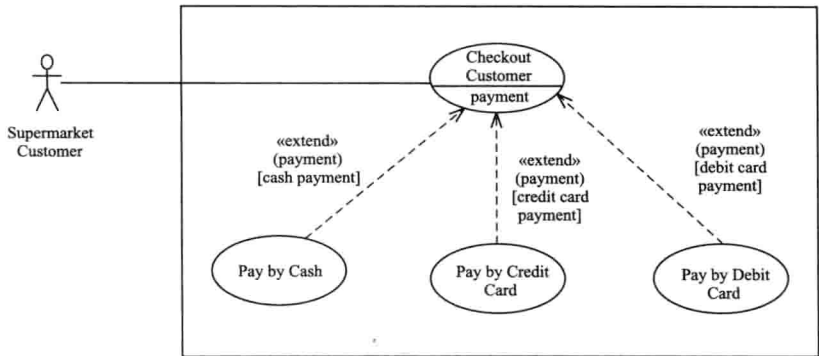 Checkout
Customer
payment
Supermarket
Customer
«extend»
(payment)
[cash payment]
«extend»
(payment)
[credit card
payment]
«extend»
(payment)
[debit card
payment]
Pay by Cash
Pay by Credit
Card
Pay by Debit
Card